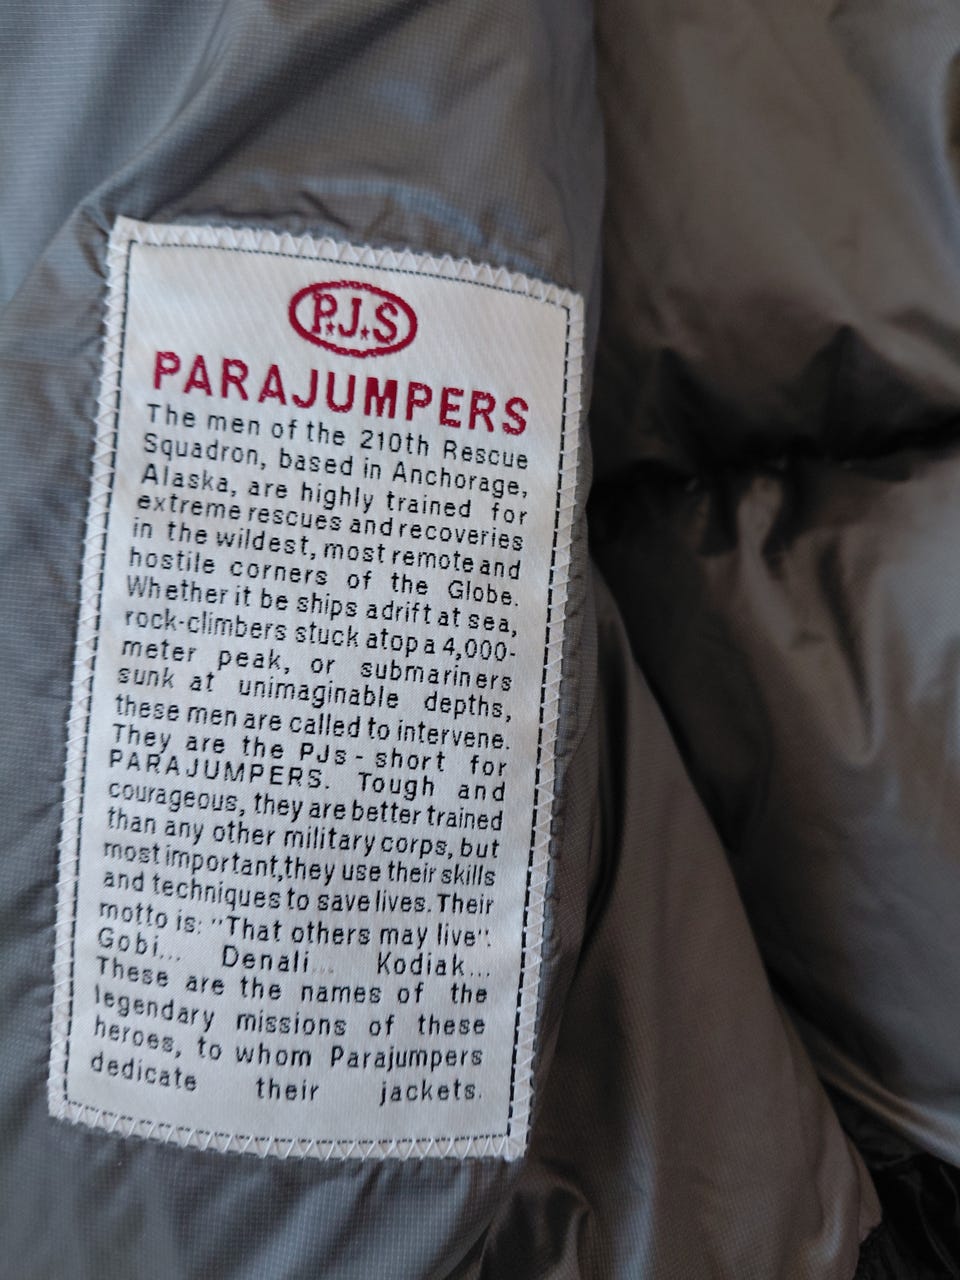 P.J.S
PARAJUMPERS
The men of the 210th Rescue
Squadron, based in Anchorage,
Alaska, are highly trained for
extreme rescues and recoveries
in the wildest, most remote and
hostile corners of the Globe.
Whether it be ships adrift at sea,
rock-climbers stuck atop a 4,000-
meter peak, or submariners
sunk at unimaginable depths,
these men are called to intervene.
They are the PJs - short for
PARAJUMPERS. Tough and
courageous, they are better trained
than any other military corps, but
most important,they use their skills
and techniques to save lives. Their
motto is: "That others may live".
Gobi... Denali... Kodiak...
These are the names of the
legendary missions of these
heroes, to whom Parajumpers
dedicate their jackets.